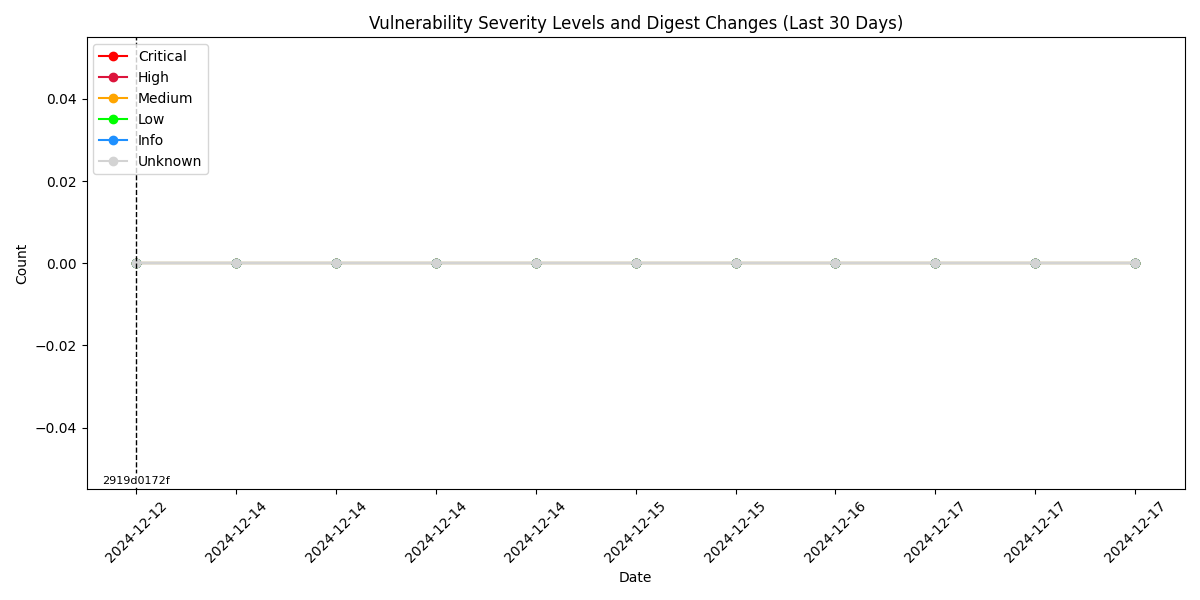 Vulnerability Severity Levels and Digest Changes (Last 30 Days)
Critical
High
Medium
Low
Info
Unknown
0.04
0.02
0.00
−0.02
−0.04
Count
2919d0172f
2024-12-12
2024-12-14
2024-12-14
2024-12-14
2024-12-14
2024-12-15
2024-12-15
2024-12-16
2024-12-17
2024-12-17
2024-12-17
Date